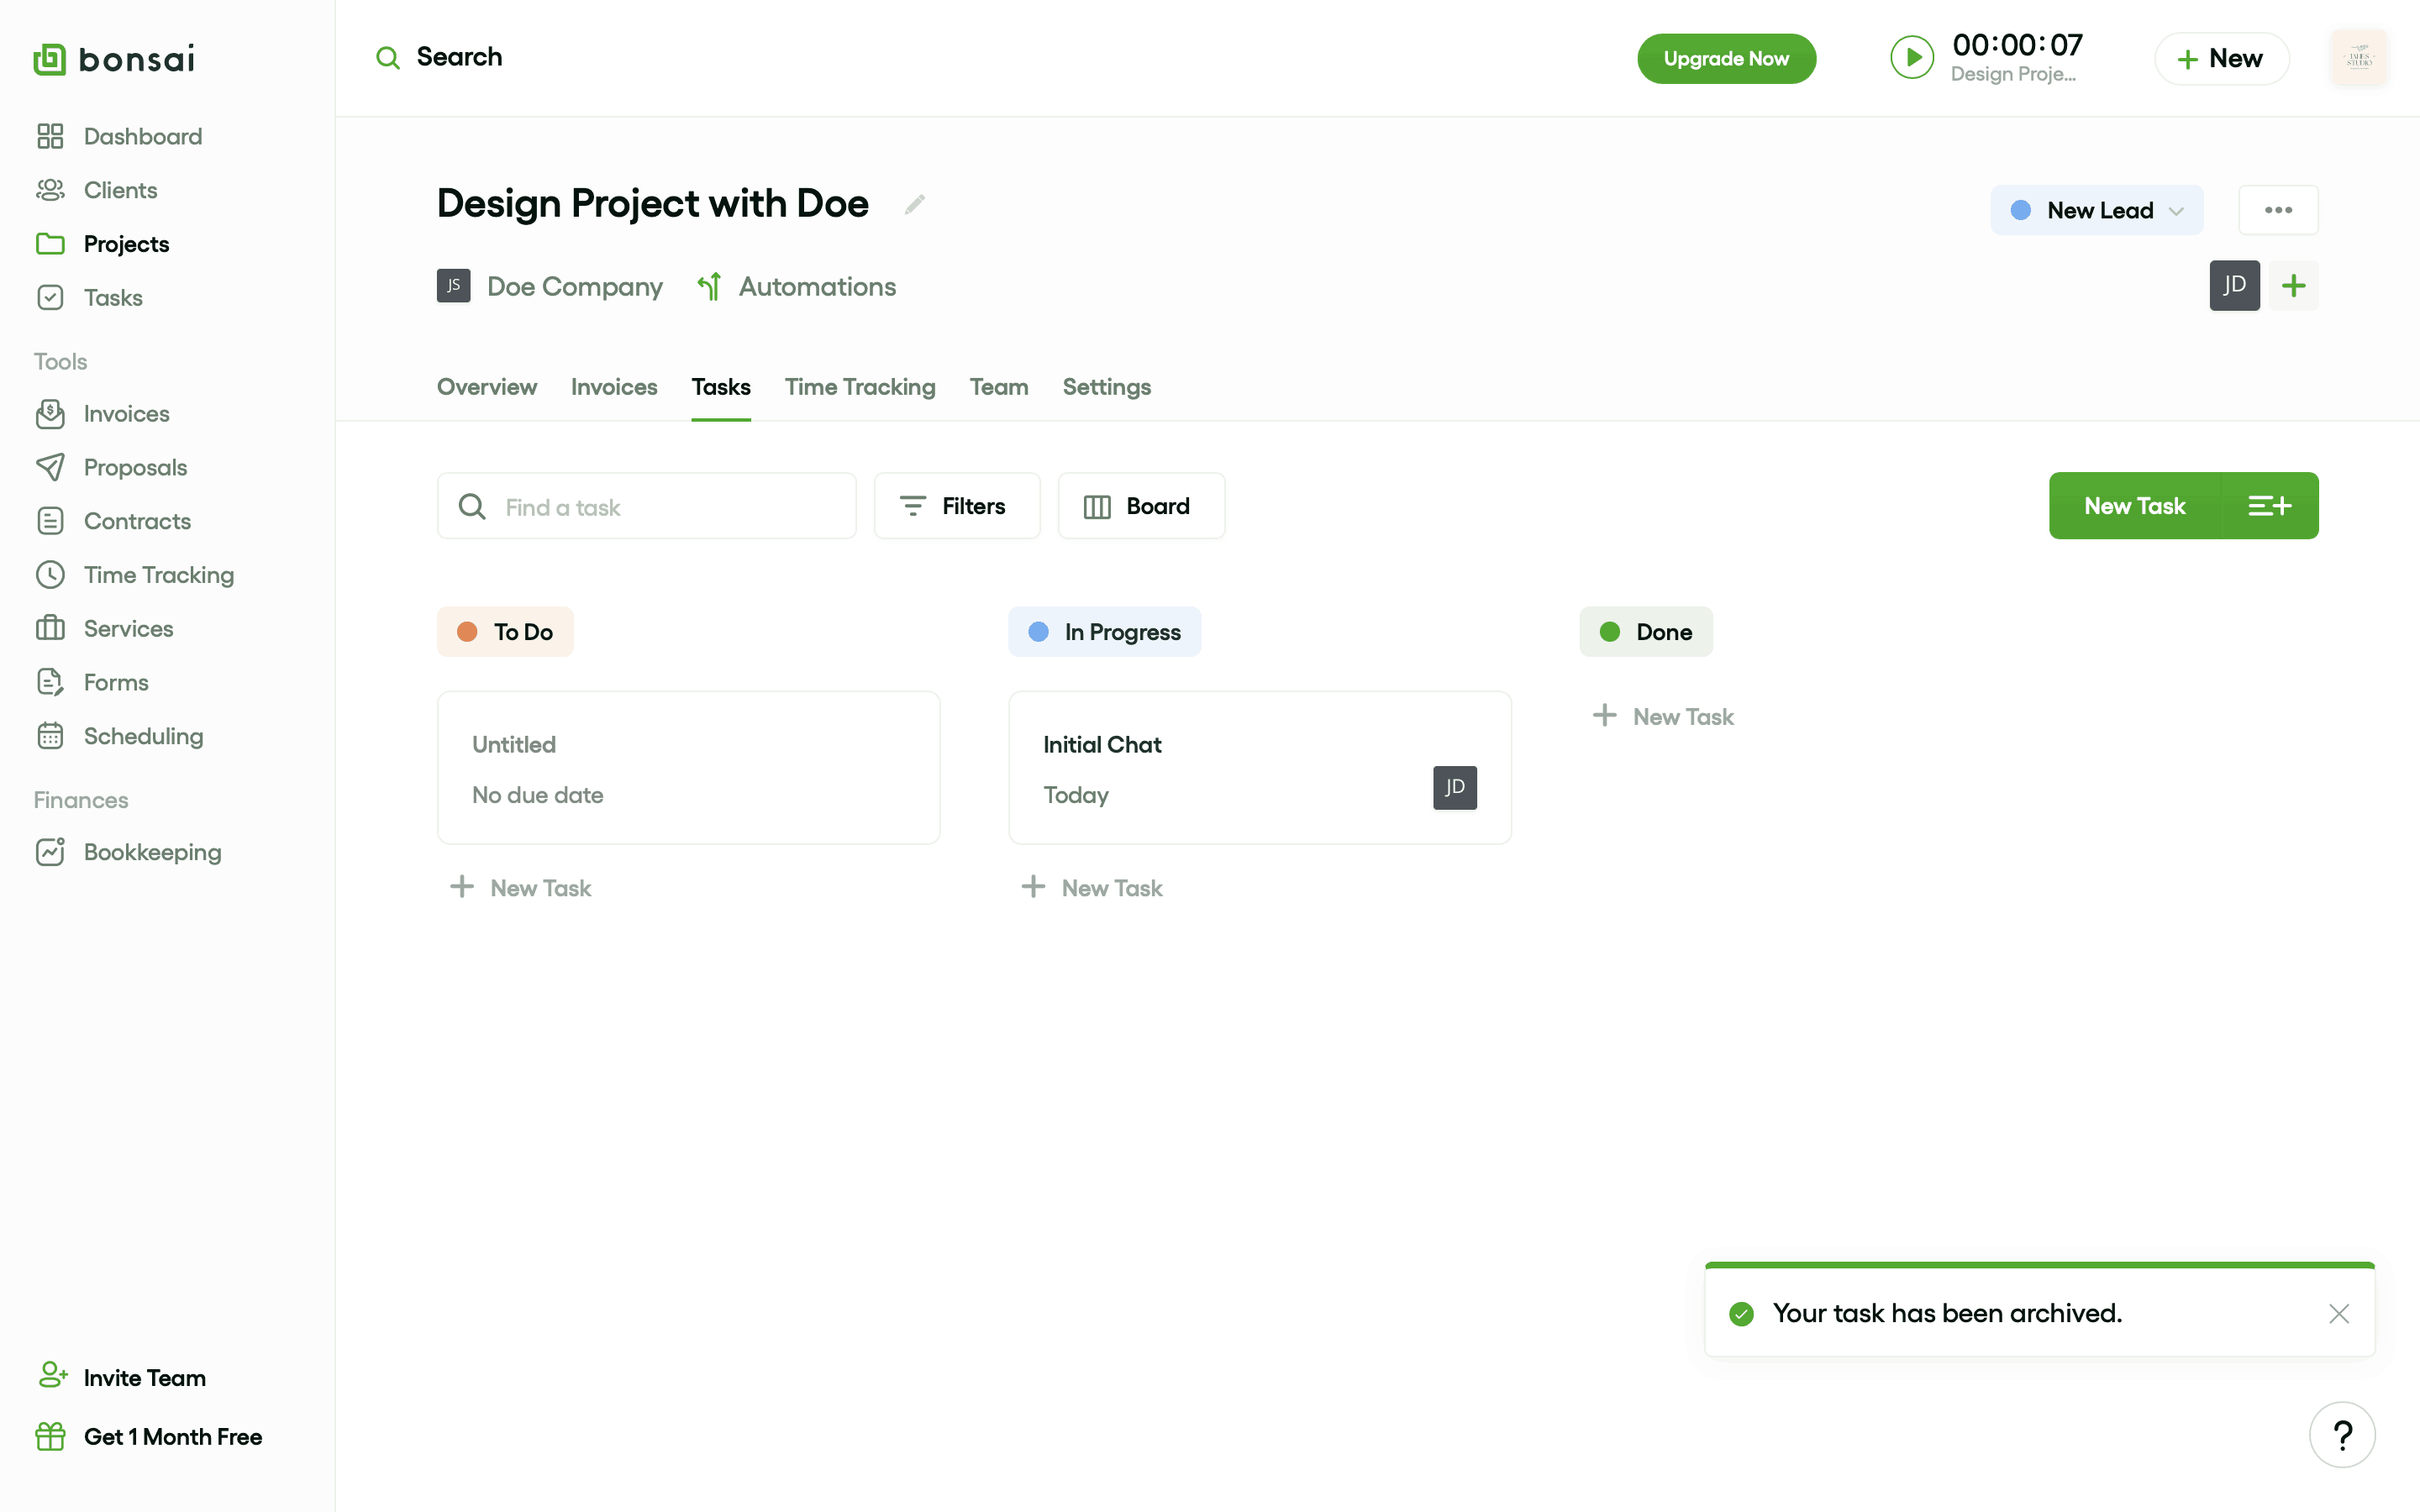 bonsai
Search
Upgrade Now
00:00:07
Design Proje...
New
Dashboard
Clients
Projects
Tasks
Tools
Invoices
Proposals
Contracts
Time Tracking
Services
Forms
Scheduling
Finances
Bookkeeping
Invite Team
Get 1 Month Free
Design Project with Doe
New Lead
JS Doe Company Automations
JD
Overview Invoices Tasks Time Tracking Team Settings
Find a task
Filters
Board
New Task
To Do
Untitled
No due date
New Task
In Progress
Initial Chat
Today
JD
New Task
Done
New Task
Your task has been archived.
?